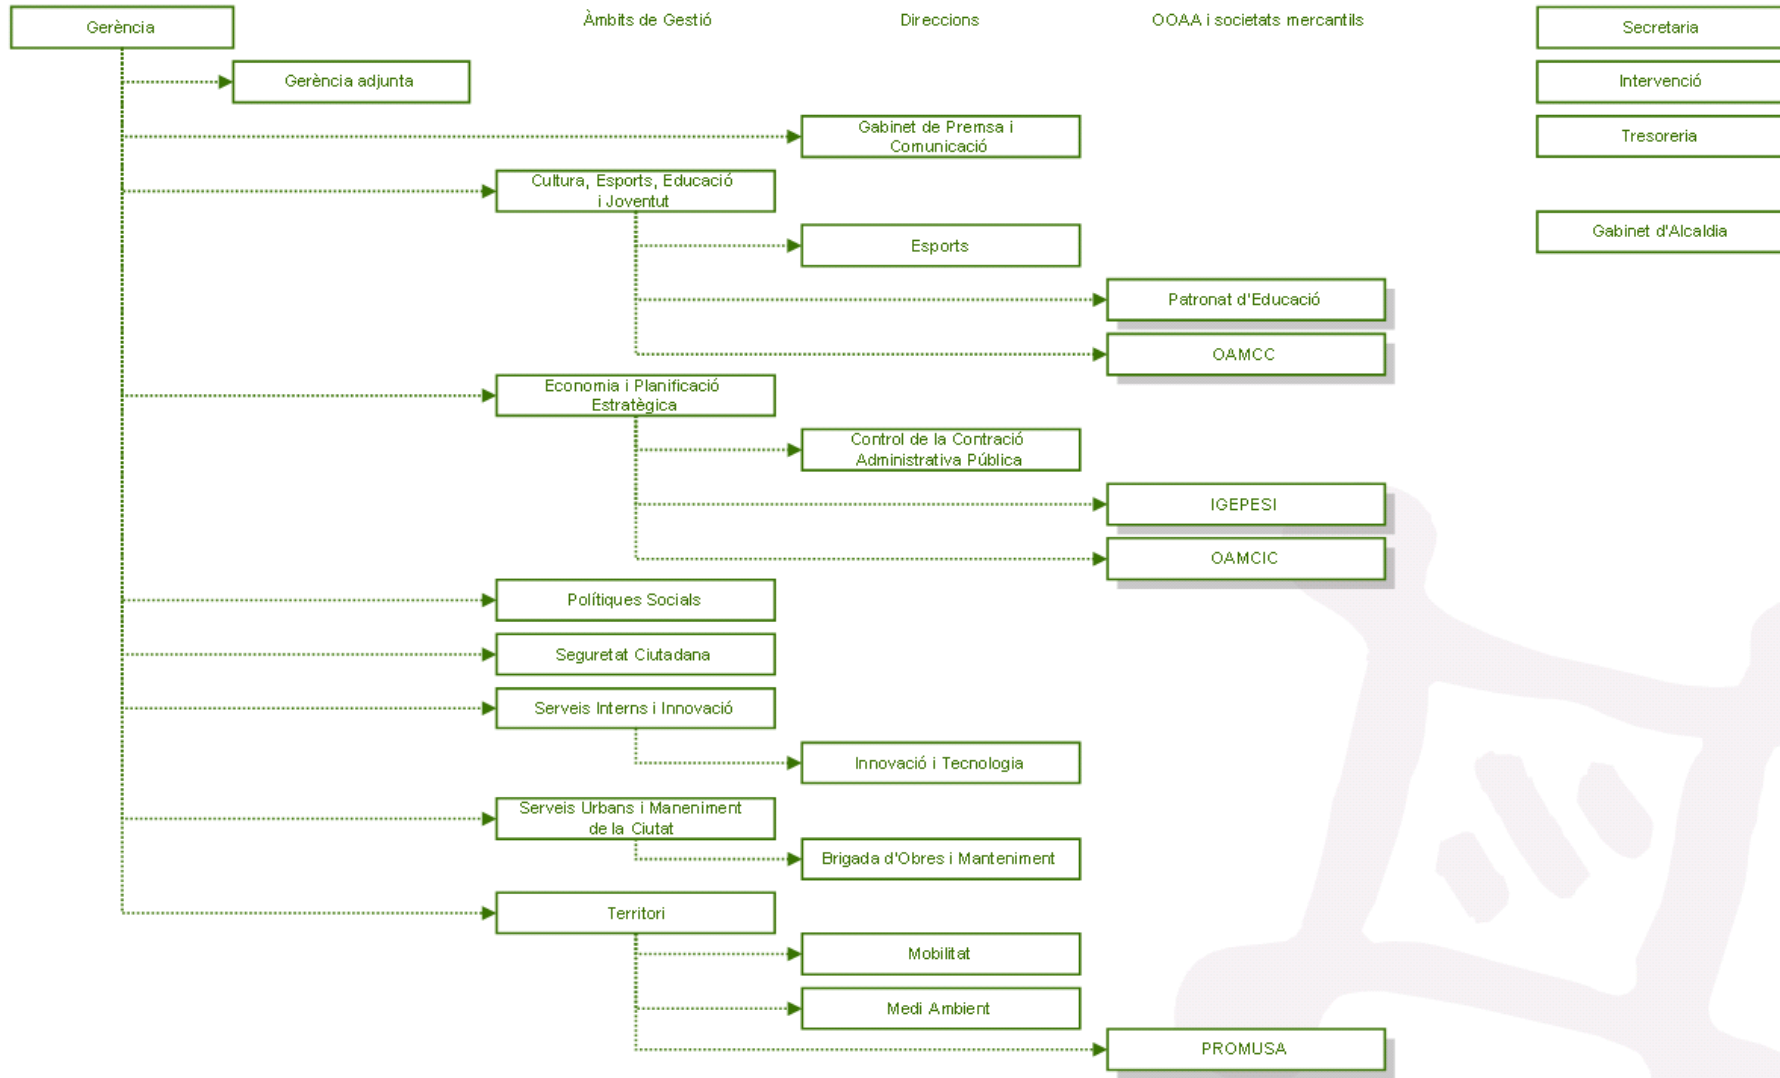 Gerència
Àmbits de Gestió
Direccions
OOAA i societats mercantils
Secretaria
Gerència adjunta
Intervenció
Gabinet de Premsa i
Comunicació
Tresoreria
Cultura, Esports, Educació
i Joventut
Gabinet d'Alcaldia
Esports
Patronat d'Educació
OAMCC
Economia i Planificació
Estratègica
Control de la Contració
Administrativa Pública
IGEPESI
OAMCIC
Polítiques Socials
Seguretat Ciutadana
Serveis Interns i Innovació
Innovació i Tecnologia
Serveis Urbans i Maneniment
de la Ciutat
Brigada d'Obres i Manteniment
Territori
Mobilitat
Medi Ambient
PROMUSA